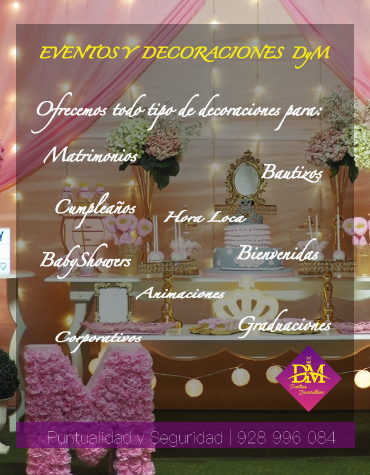 EVENTOS Y DECORACIONES DyM
Ofrecemos todo tipo de decoraciones para:
Matrimonios
Bautizos
Cumpleaños
Hora Loca
BabyShowers
Bienvenidas
Animaciones
Graduaciones
Corporativos
DM
Puntualidad y Seguridad | 928 996 084